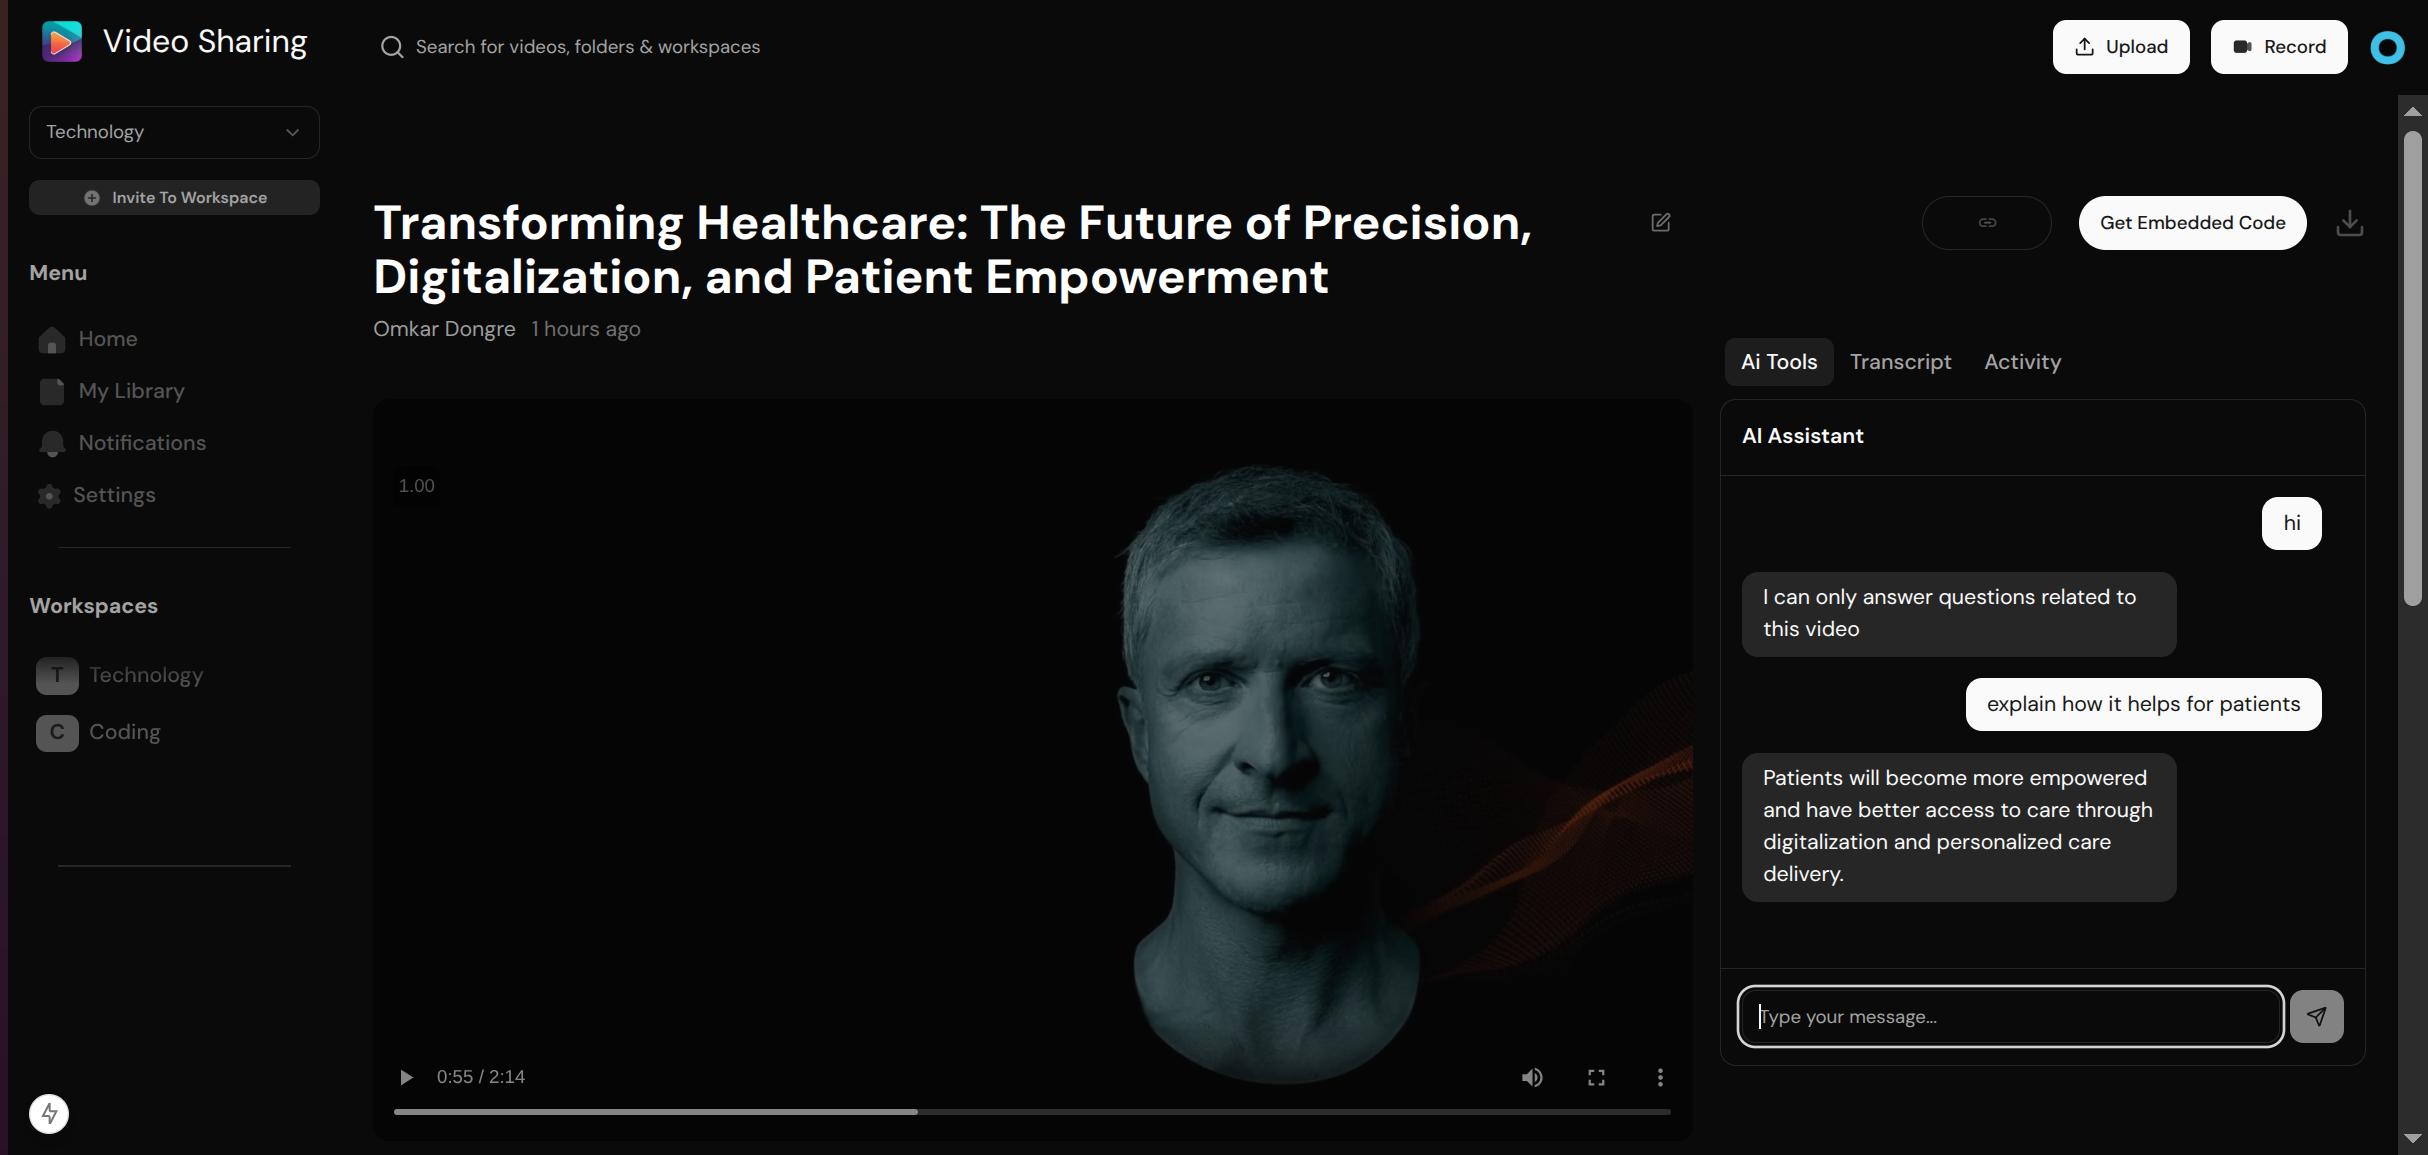 Video Sharing
Search for videos, folders & workspaces
Upload
Record
Technology
Invite To Workspace
Menu
Home
My Library
Notifications
Settings
Workspaces
T Technology
C Coding
Transforming Healthcare: The Future of Precision,
Digitalization, and Patient Empowerment
Omkar Dongre 1 hours ago
Get Embedded Code
1.00
0:55 / 2:14
Ai Tools Transcript Activity
AI Assistant
hi
I can only answer questions related to
this video
explain how it helps for patients
Patients will become more empowered
and have better access to care through
digitalization and personalized care
delivery.
Type your message...